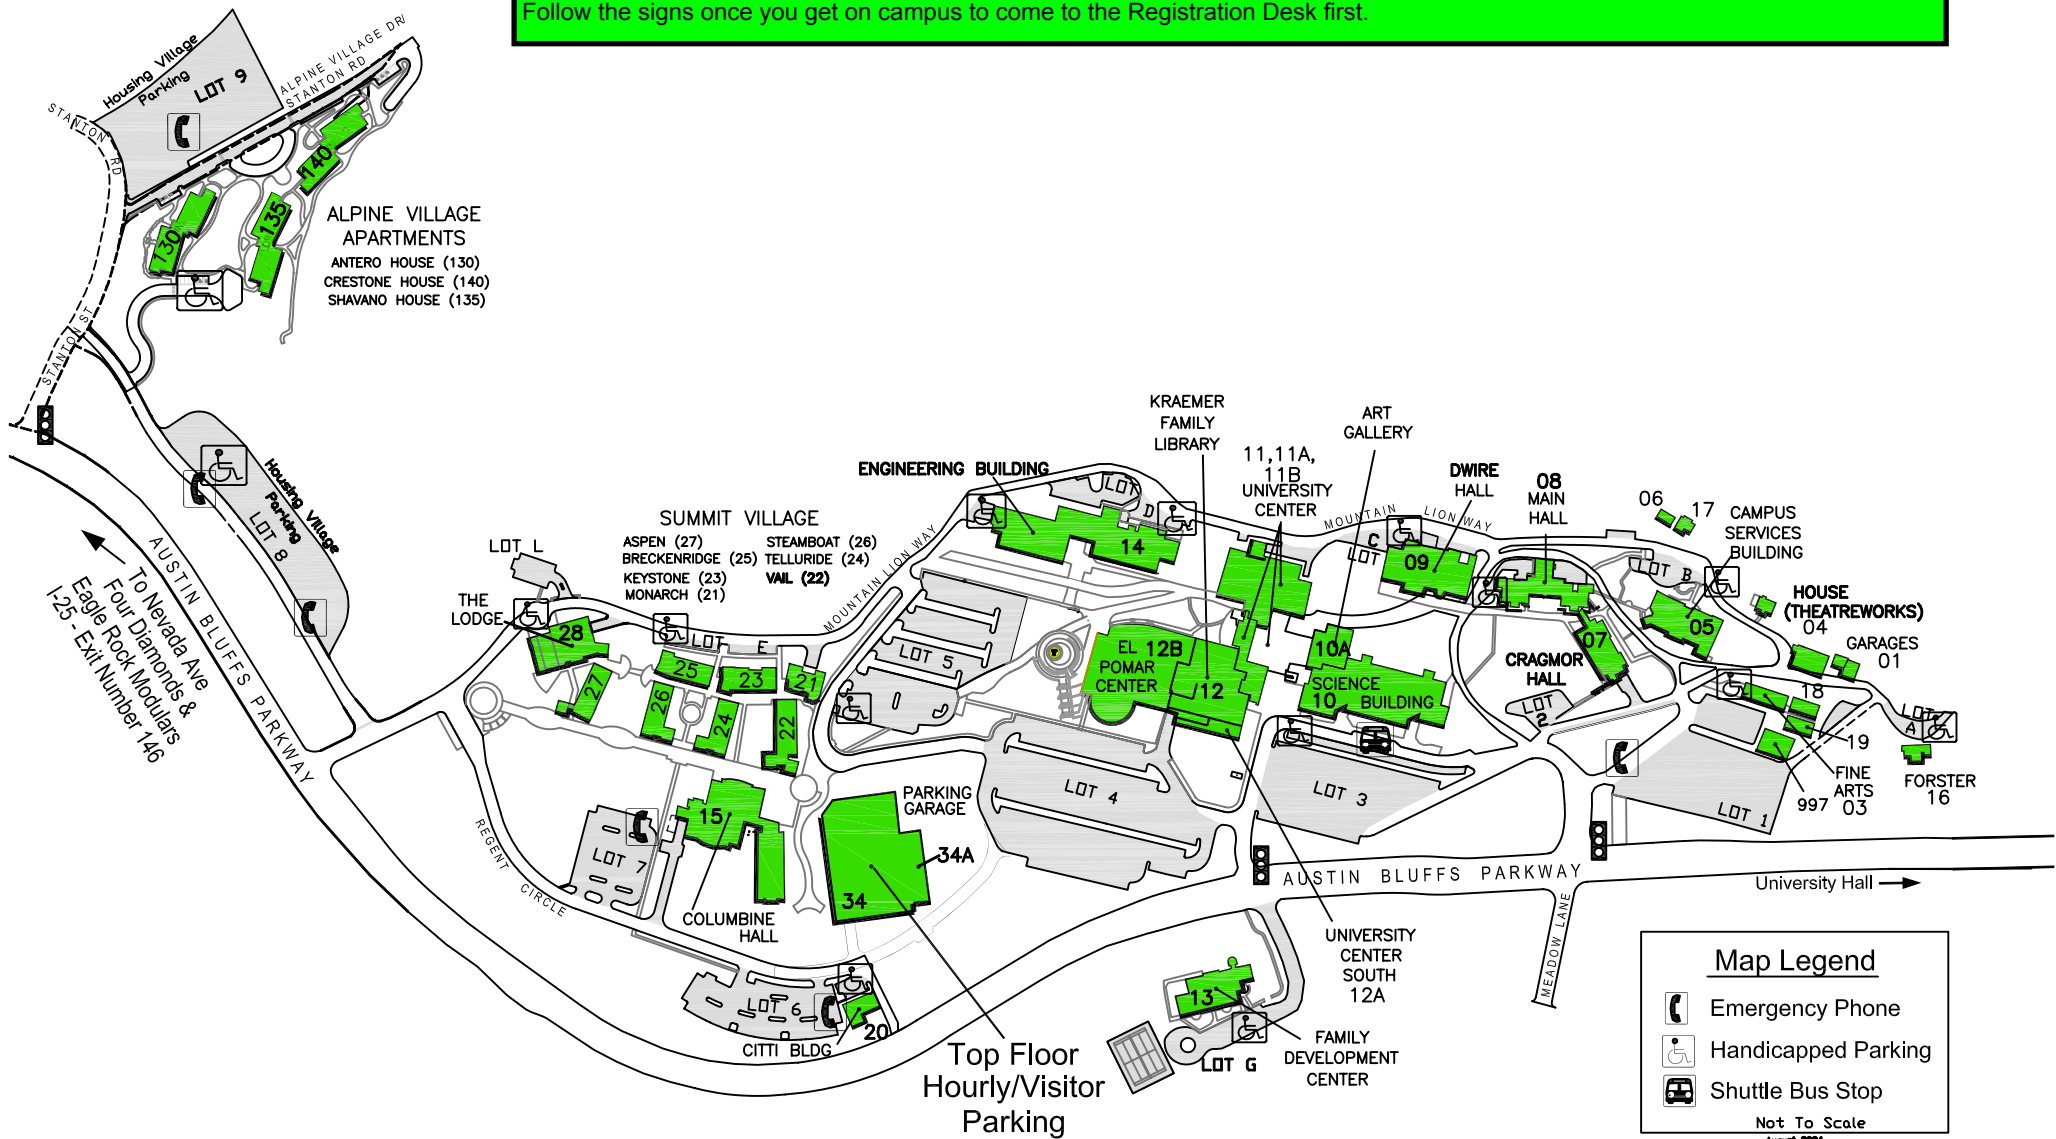 Follow the signs once you get on campus to come to the Registration Desk first.
Housing Village
Parking
LOT 9
ALPINE VILLAGE DR/
STANTON RD
STANTON RD
140
135
130
ALPINE VILLAGE
APARTMENTS
ANTERO HOUSE (130)
CRESTONE HOUSE (140)
SHAVANO HOUSE (135)
STANTON ST
Housing Village
Parking
LOT 8
AUSTIN BLUFFS PARKWAY
To Nevada Ave
Four Diamonds &
Eagle Rock Modulars
I-25 - Exit Number 146
LOT L
THE
LODGE
28
SUMMIT VILLAGE
ASPEN (27)
BRECKENRIDGE (25)
KEYSTONE (23)
MONARCH (21)
STEAMBOAT (26)
TELLURIDE (24)
VAIL (22)
LOT E
25
23
21
27
26
24
22
MOUNTAIN LION WAY
ENGINEERING BUILDING
LOT D
14
KRAEMER
FAMILY
LIBRARY
11,11A,
11B
UNIVERSITY
CENTER
ART
GALLERY
MOUNTAIN LION WAY
LOT C
DWIRE
HALL
09
08
MAIN
HALL
06
17
CAMPUS
SERVICES
BUILDING
LOT B
HOUSE
(THEATREWORKS)
04
GARAGES
01
05
07
CRAGMOR
HALL
LOT
2
LOT 5
EL
POMAR
CENTER
12B
12
10A
SCIENCE
10 BUILDING
18
LOT
A
19
FINE
ARTS
03
997
FORSTER
16
LOT 1
LOT 4
LOT 3
PARKING
GARAGE
34A
34
15
LOT 7
COLUMBINE
HALL
REGENT CIRCLE
LOT 6
CITTI BLDG
20
AUSTIN BLUFFS PARKWAY
University Hall
MEADOW LANE
UNIVERSITY
CENTER
SOUTH
12A
13
LOT G
FAMILY
DEVELOPMENT
CENTER
Top Floor
Hourly/Visitor
Parking
Map Legend
Emergency Phone
Handicapped Parking
Shuttle Bus Stop
Not To Scale